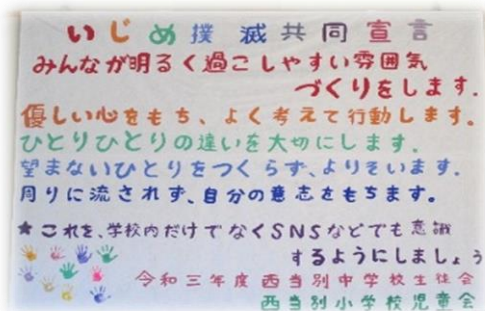 いじめ撲滅共同宣言
みんなが明るく過ごしやすい雰囲気
づくりをします.
優しい心をもち、よく考えて行動します.
ひとりひとりの違いを大切にします.
望まないひとりをつくらず、よりそいます.
周りに流されず、自分の意志をもちます。
★これを、学校内だけでなくSNSなどでも意識
するようにしましょう
令和三年度 西当別中学校生徒会
西当別小学校児童会